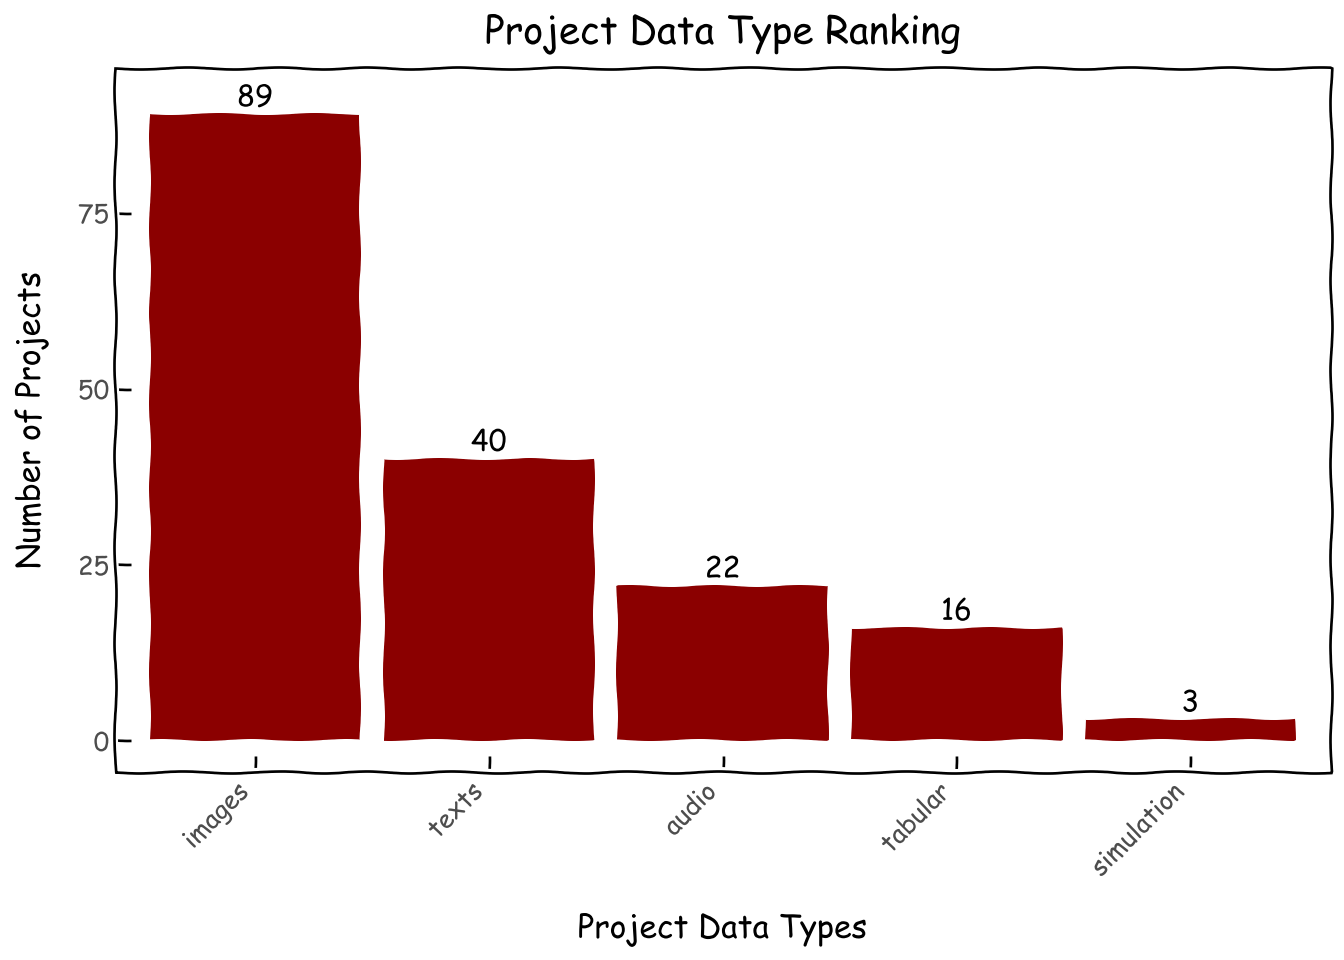 Project Data Type Ranking
89
40
22
16
3
75
50
25
0
Number of Projects
images
texts
audio
tabular
simulation
Project Data Types